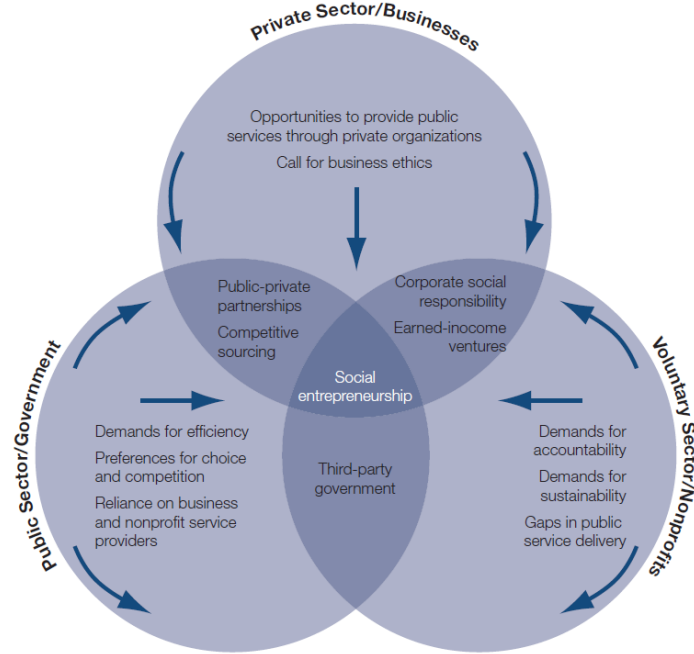 Private Sector/Businesses
Opportunities to provide public
services through private organizations
Call for business ethics
Public-private
partnerships
Competitive
sourcing
Corporate social
responsibility
Earned-inocome
ventures
Social
entrepreneurship
Public Sector/Government
Demands for efficiency
Preferences for choice
and competition
Reliance on business
and nonprofit service
providers
Third-party
government
Demands for
accountability
Demands for
sustainability
Gaps in public
service delivery
Voluntary Sector/Nonprofits